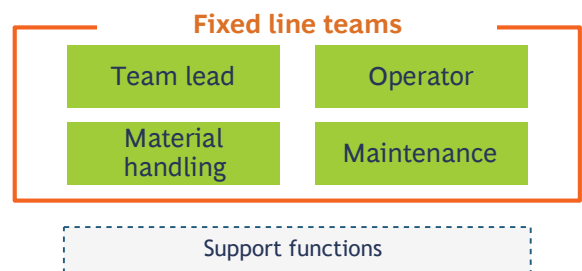 Fixed line teams
Team lead
Operator
Material
handling
Maintenance
Support functions